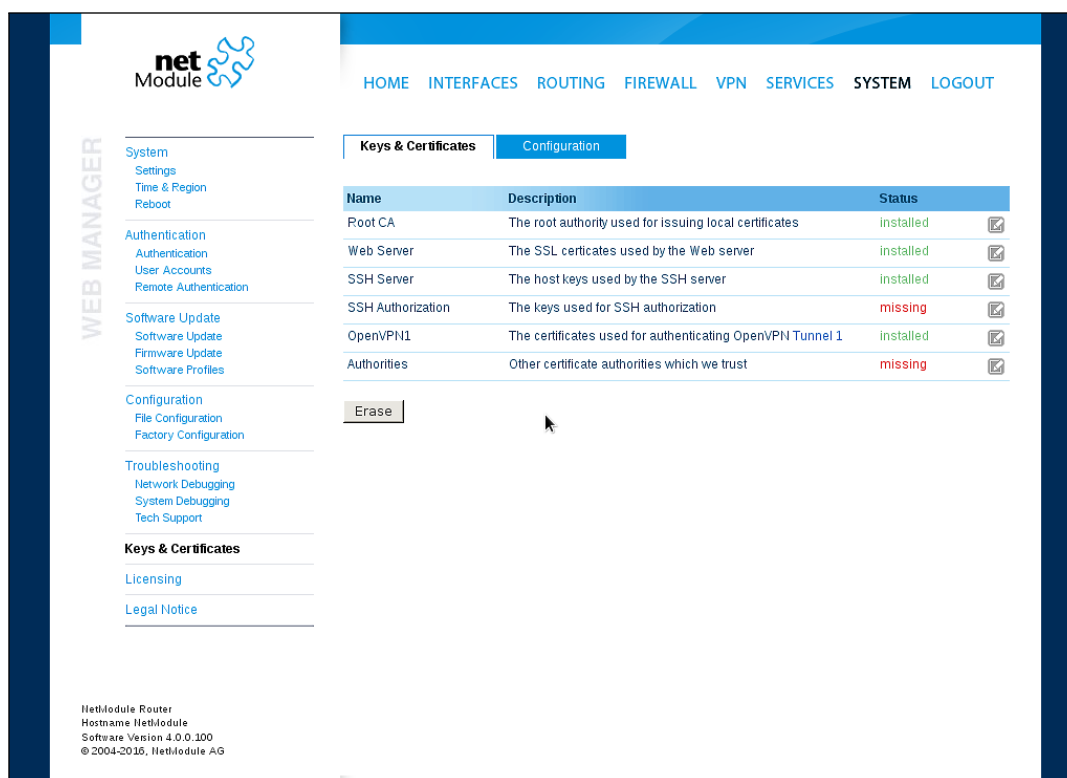 net
Module
HOME INTERFACES ROUTING FIREWALL VPN SERVICES SYSTEM LOGOUT
WEB MANAGER
System
Settings
Time & Region
Reboot
Authentication
Authentication
User Accounts
Remote Authentication
Software Update
Software Update
Firmware Update
Software Profiles
Configuration
File Configuration
Factory Configuration
Troubleshooting
Network Debugging
System Debugging
Tech Support
Keys & Certificates
Licensing
Legal Notice
Keys & Certificates Configuration
Name Description Status
Root CA The root authority used for issuing local certificates installed
Web Server The SSL certicates used by the Web server installed
SSH Server The host keys used by the SSH server installed
SSH Authorization The keys used for SSH authorization missing
OpenVPN1 The certificates used for authenticating OpenVPN Tunnel 1 installed
Authorities Other certificate authorities which we trust missing
Erase
NetModule Router
Hostname NetModule
Software Version 4.0.0.100
© 2004-2016, NetModule AG